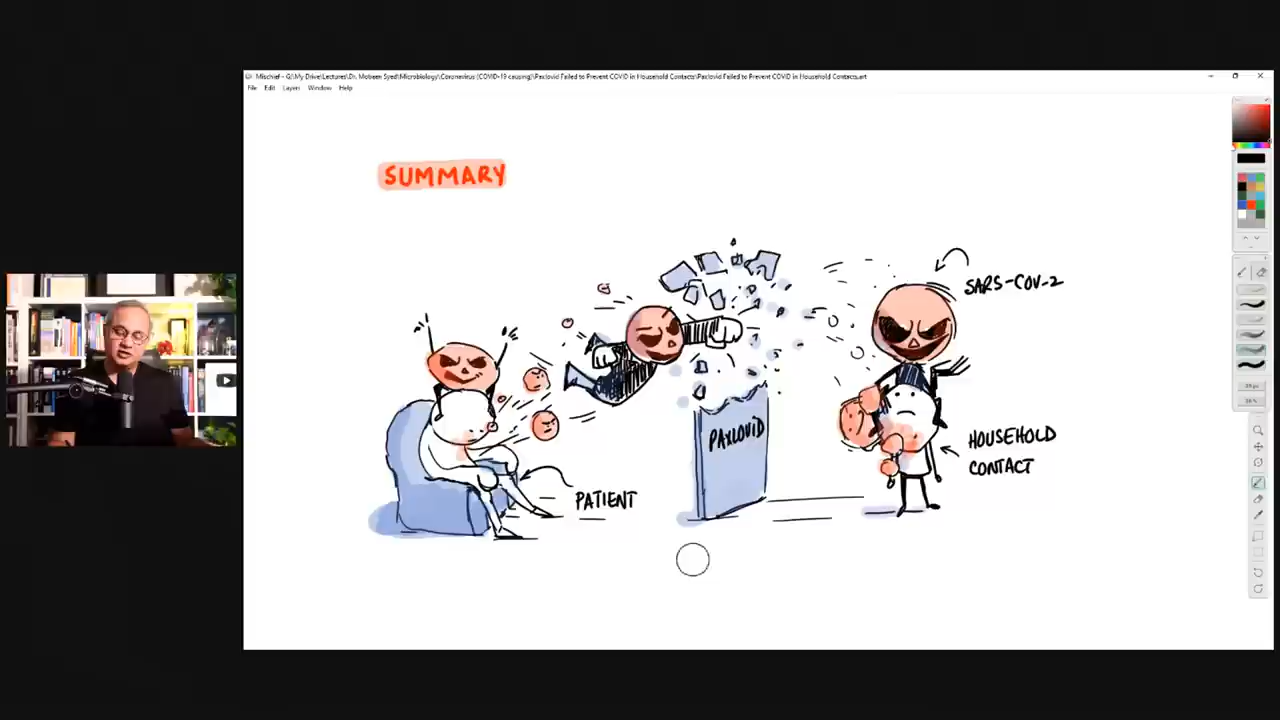 Mischief - G:\My Drive\Lectures\Dr. Mobeen Syed\Microbiology\Coronavirus (COVID-19 causing)\Paxlovid Failed to Prevent COVID in Household Contacts\Paxlovid Failed to Prevent COVID in Household Contacts.art
File Edit Layers Window Help
SUMMARY
SARS-COV-2
PAXLOVID
HOUSEHOLD
CONTACT
PATIENT